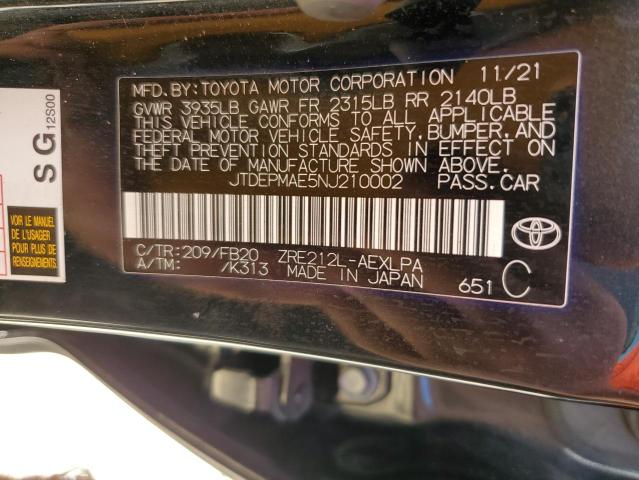 MFD. BY: TOYOTA MOTOR CORPORATION 11/21
GVWR 3935LB GAWR FR 2315LB RR 2140LB
THIS VEHICLE CONFORMS TO ALL APPLICABLE
FEDERAL MOTOR VEHICLE SAFETY, BUMPER, AND
THEFT PREVENTION STANDARDS IN EFFECT ON
THE DATE OF MANUFACTURE SHOWN ABOVE.
JTDEPMAE5NJ210002 PASS. CAR
C/TR: 209/FB20 ZRE212L-AEXLPA
A/TM: /K313 MADE IN JAPAN
651 C
SG 12S00
VOIR LE MANUEL
DE L'USAGER
POUR PLUS DE
RENSEIGNEMENTS